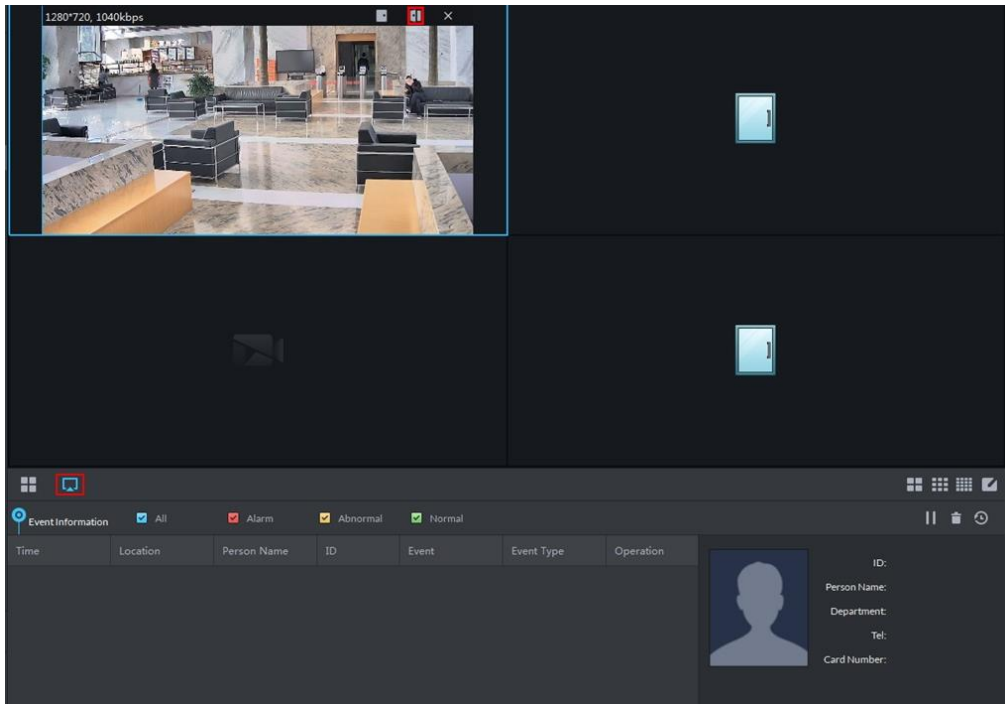 1280*720, 1040kbps
Event Information All Alarm Abnormal Normal
Time Location Person Name ID Event Event Type Operation
ID:
Person Name:
Department:
Tel:
Card Number: